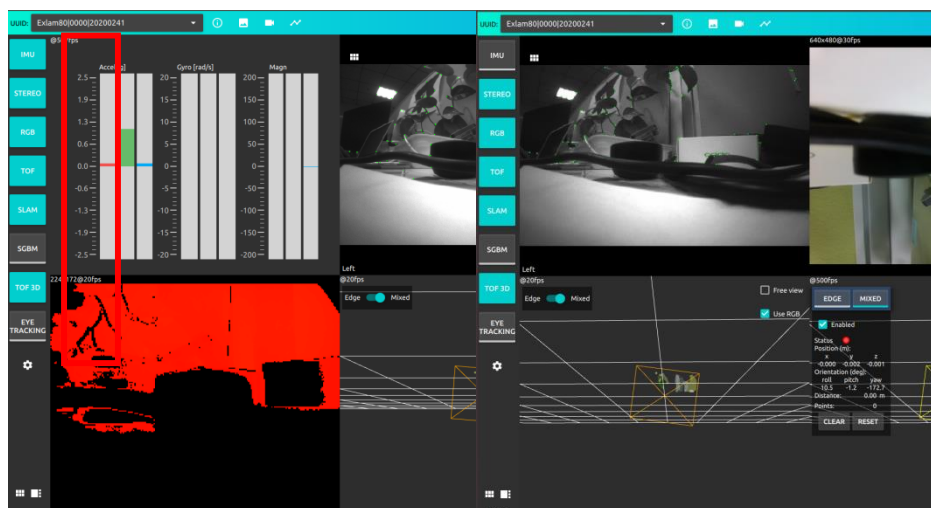 UUID: Exlam80|0000|20200241
IMU
STEREO
RGB
TOF
SLAM
SGBM
TOF 3D
EYE
TRACKING
Gyro [rad/s]
Magn
2.5
1.9
1.3
0.6
0.0
-0.6
-1.3
-1.9
-2.5
20
15
10
5
0
-5
-10
-15
-20
200
150
100
50
0
-50
-100
-150
-200
Left
@20fps
Edge Mixed
UUID: Exlam80|0000|20200241
IMU
STEREO
RGB
TOF
SLAM
SGBM
TOF 3D
EYE
TRACKING
640x480@30fps
Left
@20fps
Edge Mixed
Free view
Use RGB
@500fps
EDGE MIXED
Enabled
Status
Position (m):
x y z
-0.000 -0.002 -0.001
Orientation (deg):
roll pitch yaw
10.5 -1.2 -172.7
Distance: 0.00 m
Points: 0
CLEAR RESET